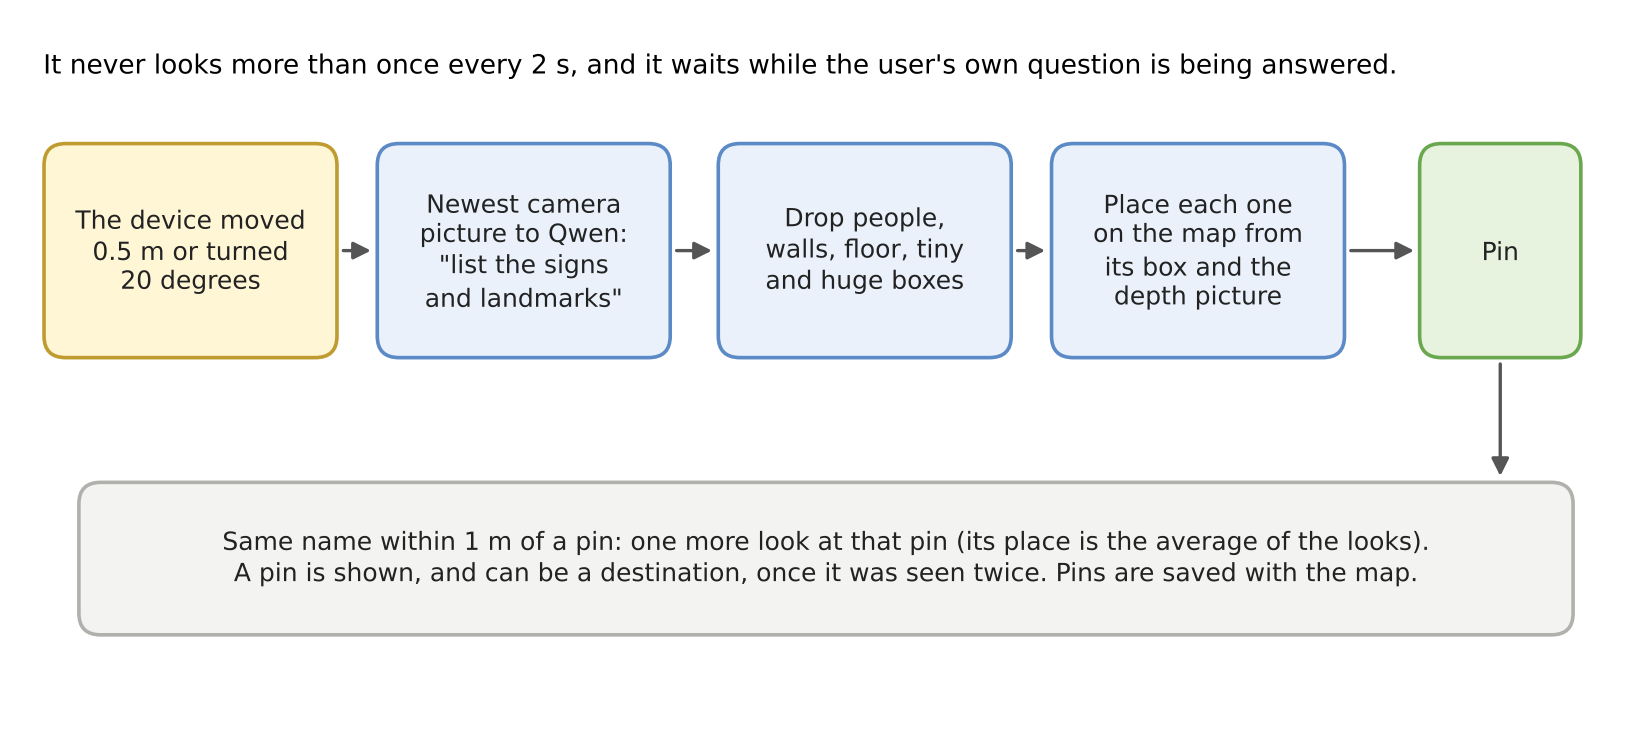 It never looks more than once every 2 s, and it waits while the user's own question is being answered.
The device moved
0.5 m or turned
20 degrees
Newest camera
picture to Qwen:
"list the signs
and landmarks"
Drop people,
walls, floor, tiny
and huge boxes
Place each one
on the map from
its box and the
depth picture
Pin
Same name within 1 m of a pin: one more look at that pin (its place is the average of the looks).
A pin is shown, and can be a destination, once it was seen twice. Pins are saved with the map.